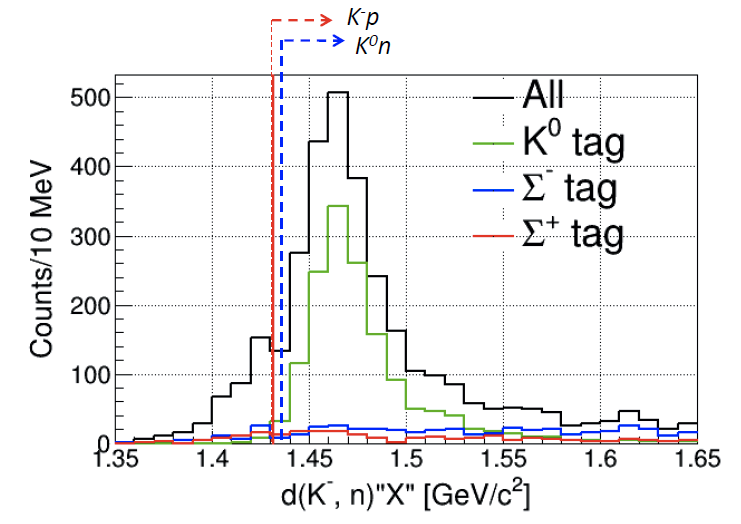 K⁻p
K⁰n
All
K⁰ tag
Σ⁻ tag
Σ⁺ tag
Counts/10 MeV
500
400
300
200
100
0
1.35 1.4 1.45 1.5 1.55 1.6 1.65
d(K⁻, n)"X" [GeV/c²]